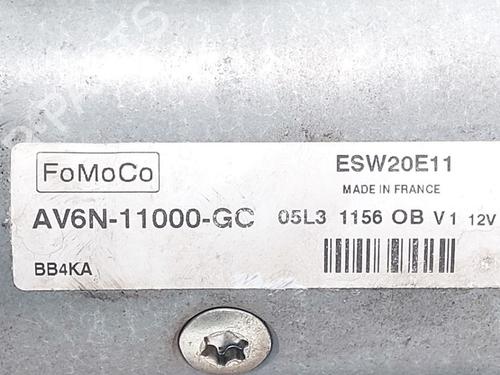 FoMoCo
ESW20E11
MADE IN FRANCE
AV6N-11000-GC 05L3 1156 OB V1 12V
BB4KA